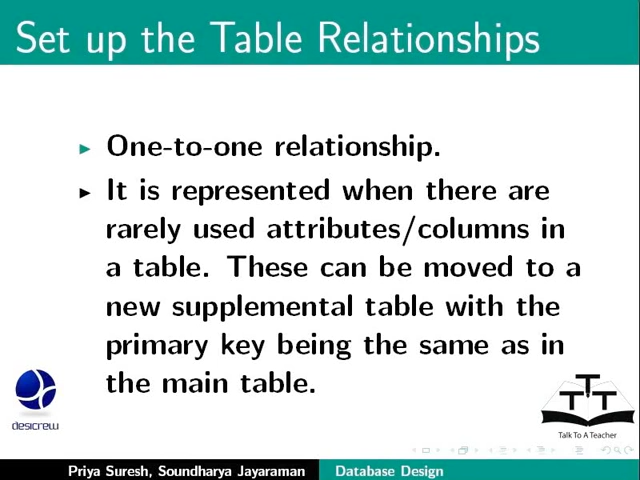 Set up the Table Relationships
One-to-one relationship.
It is represented when there are
rarely used attributes/columns in
a table. These can be moved to a
new supplemental table with the
primary key being the same as in
the main table.
desicrew
T T T
Talk To A Teacher
Priya Suresh, Soundharya Jayaraman Database Design